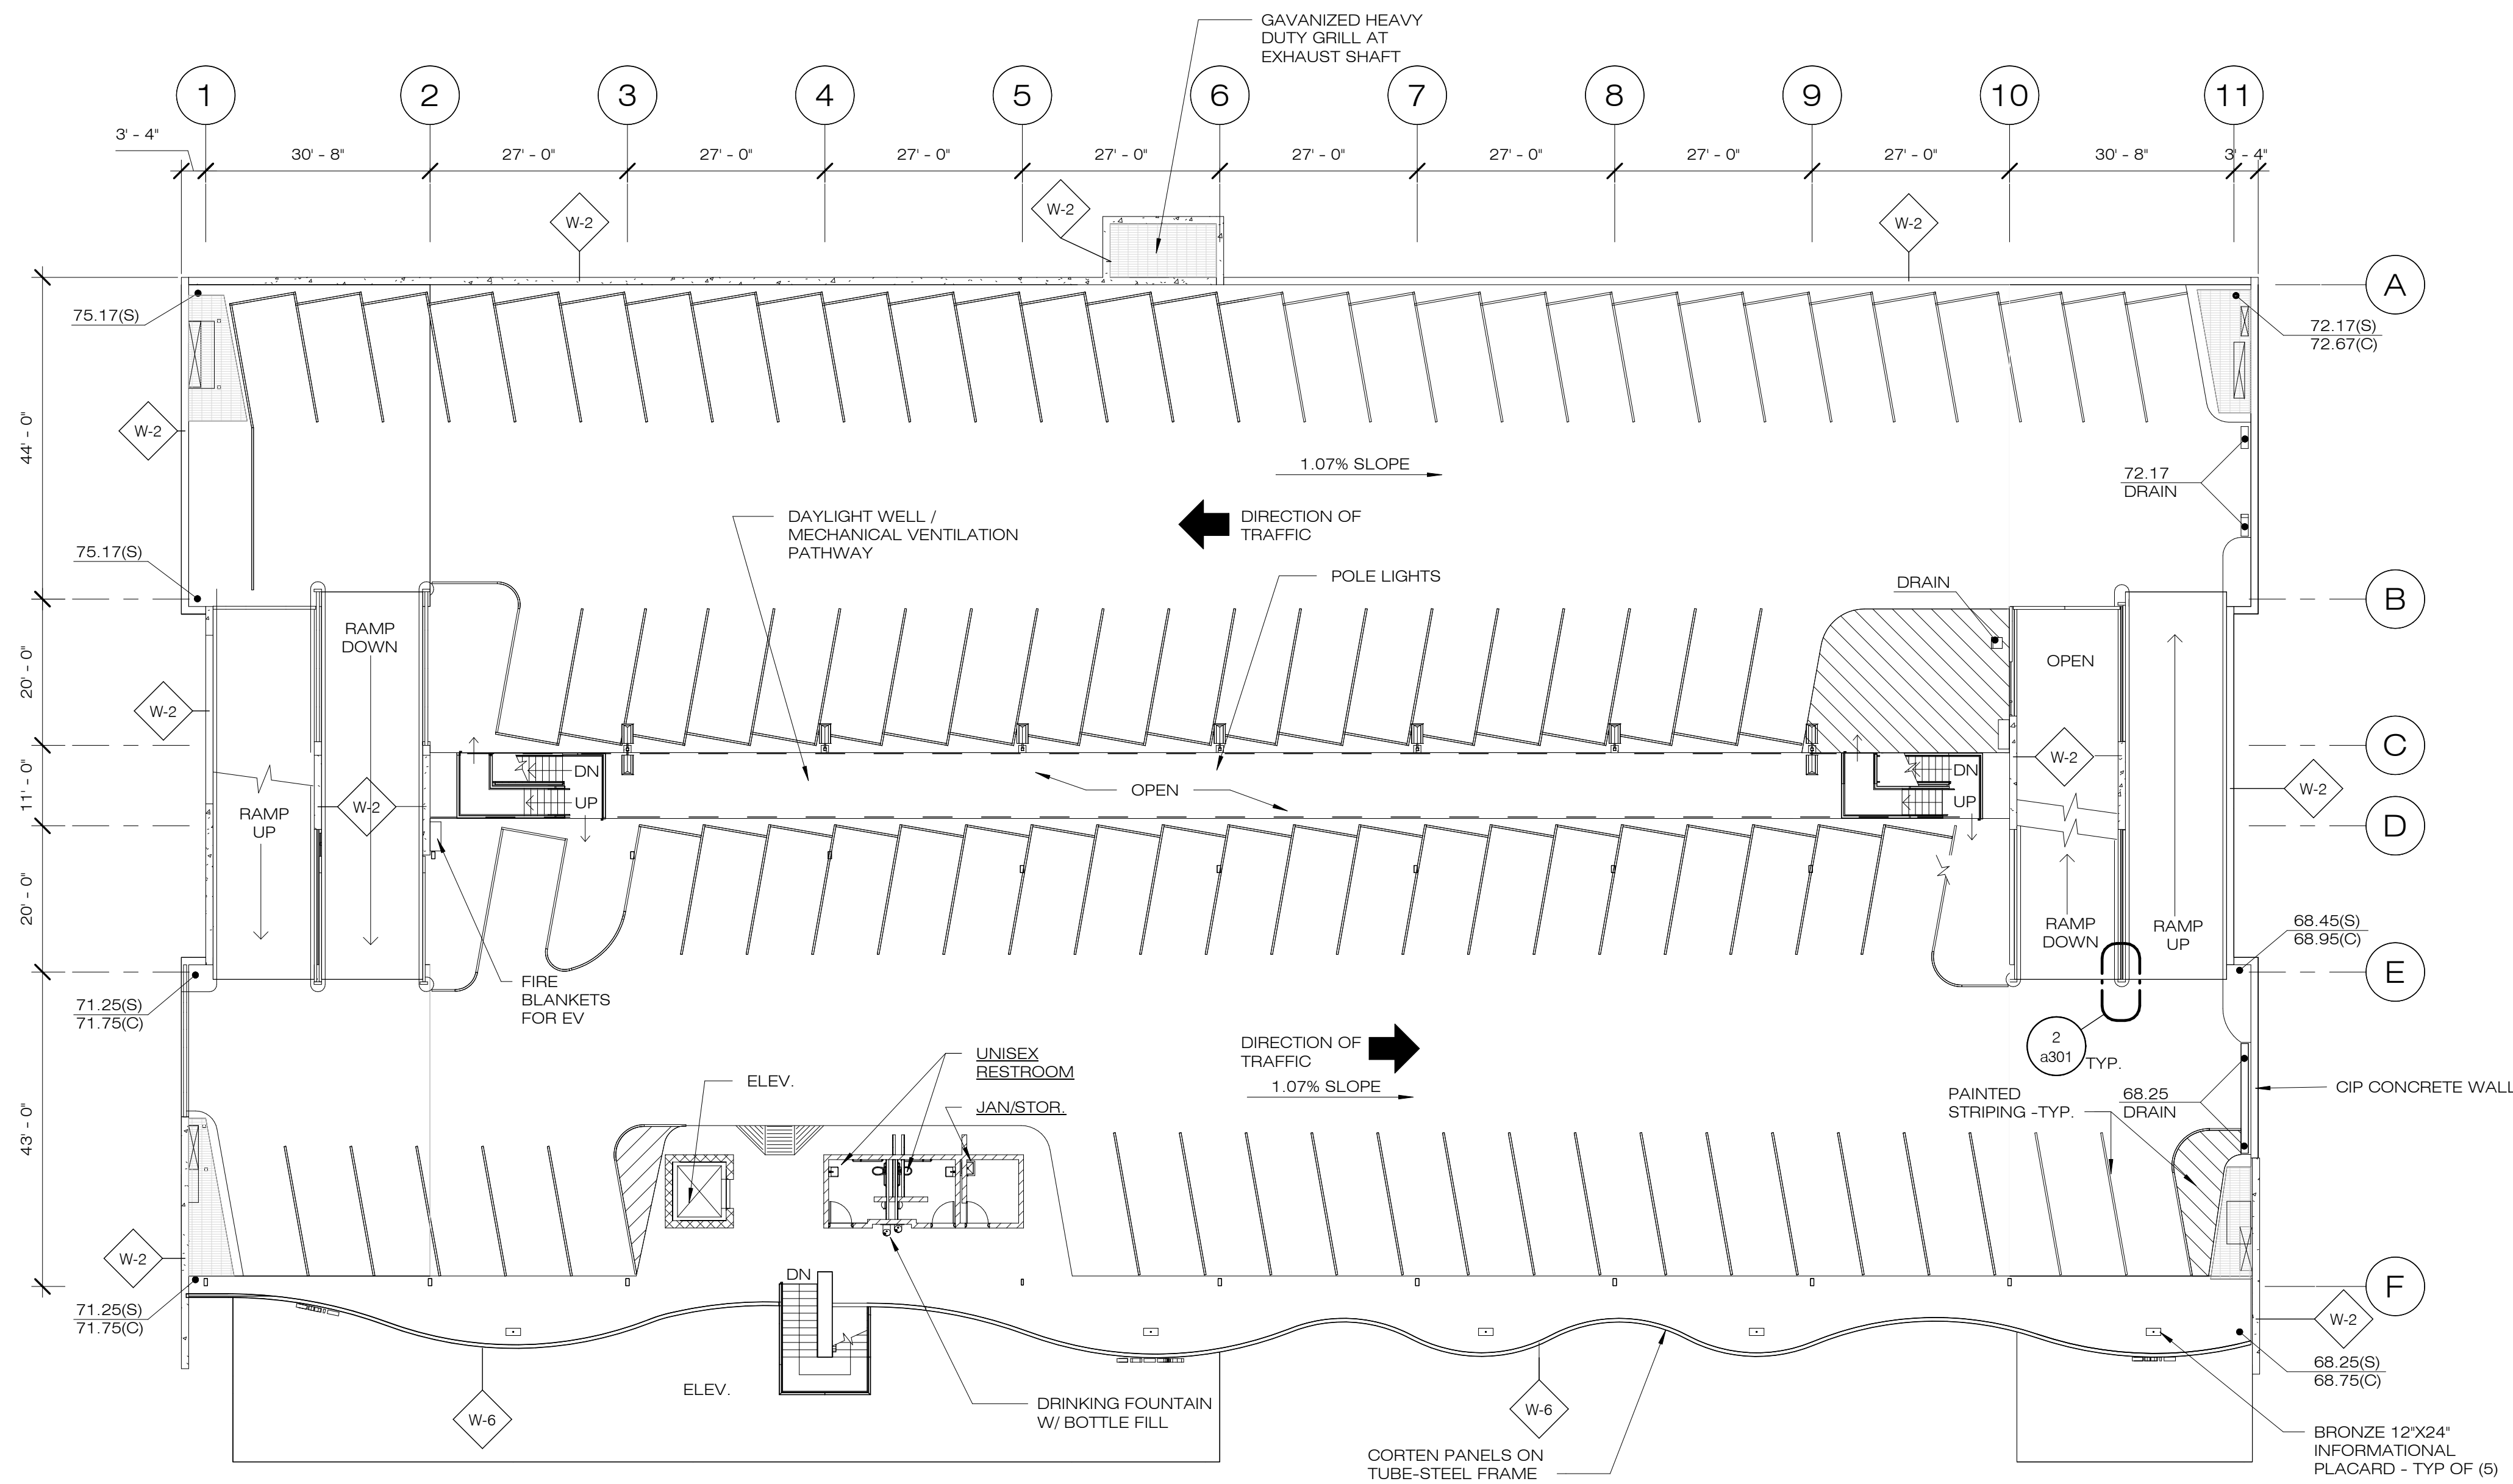 GAVANIZED HEAVY
DUTY GRILL AT
EXHAUST SHAFT
1
2
3
4
5
6
7
8
9
10
11
3' - 4"
30' - 8"
27' - 0"
27' - 0"
27' - 0"
27' - 0"
27' - 0"
27' - 0"
27' - 0"
27' - 0"
30' - 8"
3' - 4"
W-2
W-2
W-2
A
75.17(S)
72.17(S)
72.67(C)
W-2
44' - 0"
1.07% SLOPE
72.17
DRAIN
DAYLIGHT WELL /
MECHANICAL VENTILATION
PATHWAY
DIRECTION OF
TRAFFIC
75.17(S)
POLE LIGHTS
DRAIN
B
RAMP
DOWN
OPEN
20' - 0"
W-2
C
W-2
DN
DN
OPEN
W-2
11' - 0"
UP
UP
W-2
RAMP
UP
D
20' - 0"
RAMP
DOWN
RAMP
UP
68.45(S)
68.95(C)
E
FIRE
BLANKETS
FOR EV
71.25(S)
71.75(C)
DIRECTION OF
TRAFFIC
2
a301
TYP.
UNISEX
RESTROOM
ELEV.
1.07% SLOPE
CIP CONCRETE WALL
PAINTED
STRIPING -TYP.
68.25
DRAIN
JAN/STOR.
43' - 0"
W-2
DN
F
71.25(S)
71.75(C)
W-2
68.25(S)
68.75(C)
ELEV.
DRINKING FOUNTAIN
W/ BOTTLE FILL
W-6
W-6
BRONZE 12"X24"
INFORMATIONAL
PLACARD - TYP OF (5)
CORTEN PANELS ON
TUBE-STEEL FRAME